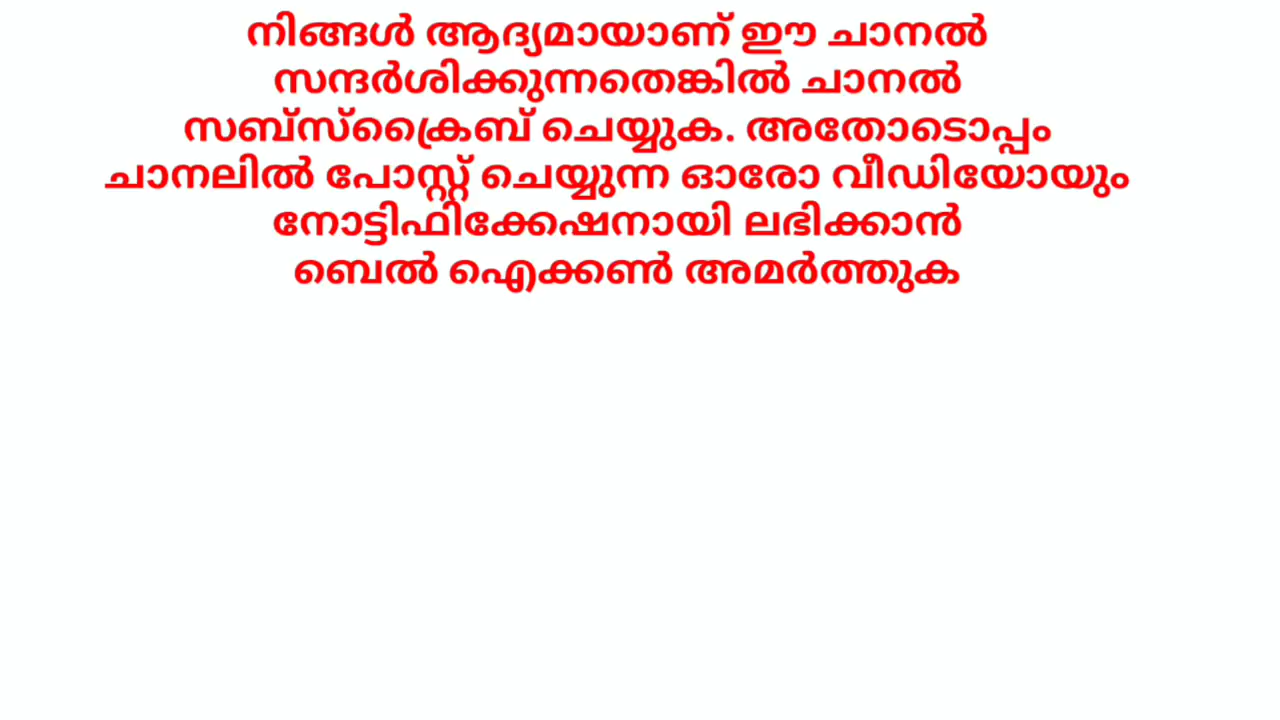 നിങ്ങൾ ആദ്യമായാണ് ഈ ചാനൽ
സന്ദർശിക്കുന്നതെങ്കിൽ ചാനൽ
സബ്സ്ക്രൈബ് ചെയ്യുക. അതോടൊപ്പം
ചാനലിൽ പോസ്റ്റ് ചെയ്യുന്ന ഓരോ വീഡിയോയും
നോട്ടിഫിക്കേഷനായി ലഭിക്കാൻ
ബെൽ ഐക്കൺ അമർത്തുക